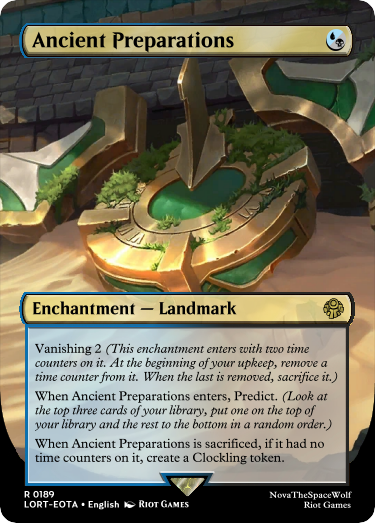 Ancient Preparations
Enchantment — Landmark
Vanishing 2 (This enchantment enters with two time
counters on it. At the beginning of your upkeep, remove a
time counter from it. When the last is removed, sacrifice it.)
When Ancient Preparations enters, Predict. (Look at
the top three cards of your library, put one on the top of
your library and the rest to the bottom in a random order.)
When Ancient Preparations is sacrificed, if it had no
time counters on it, create a Clockling token.
R 0189
LORT-EOTA • English Riot Games
NovaTheSpaceWolf
Riot Games